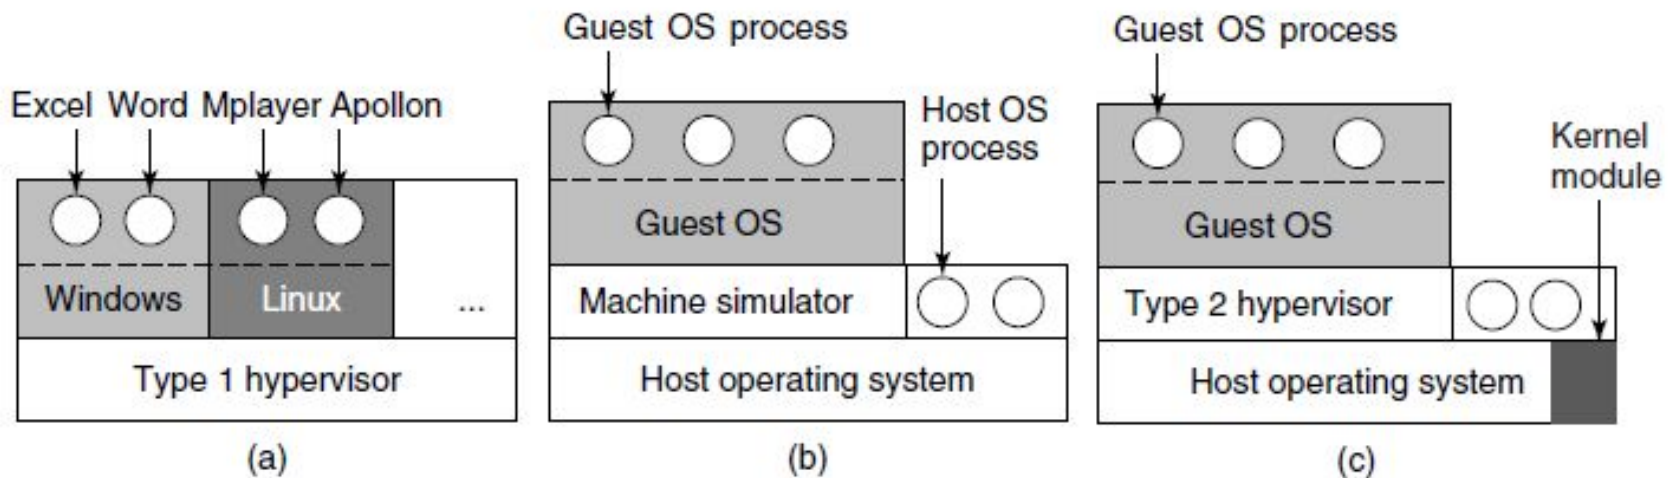 Excel Word Mplayer Apollon
Windows
Linux
...
Type 1 hypervisor
(a)
Guest OS process
Host OS
process
Guest OS
Machine simulator
Host operating system
(b)
Guest OS process
Kernel
module
Guest OS
Type 2 hypervisor
Host operating system
(c)